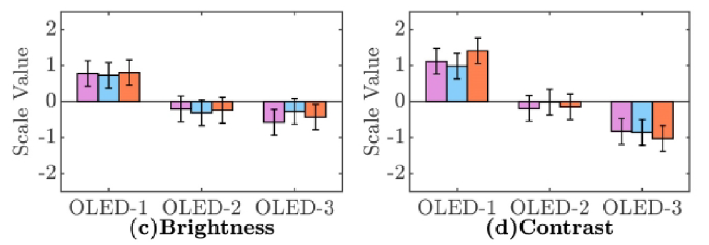 Scale Value
2
1
0
-1
-2
OLED-1 OLED-2 OLED-3
(c)Brightness
Scale Value
2
1
0
-1
-2
OLED-1 OLED-2 OLED-3
(d)Contrast